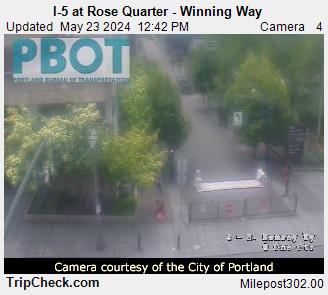 I-5 at Rose Quarter - Winning Way
Updated May 23 2024 12:42 PM Camera 4
PBOT
PORTLAND BUREAU OF TRANSPORTATION
Camera courtesy of the City of Portland
TripCheck.com Milepost302.00